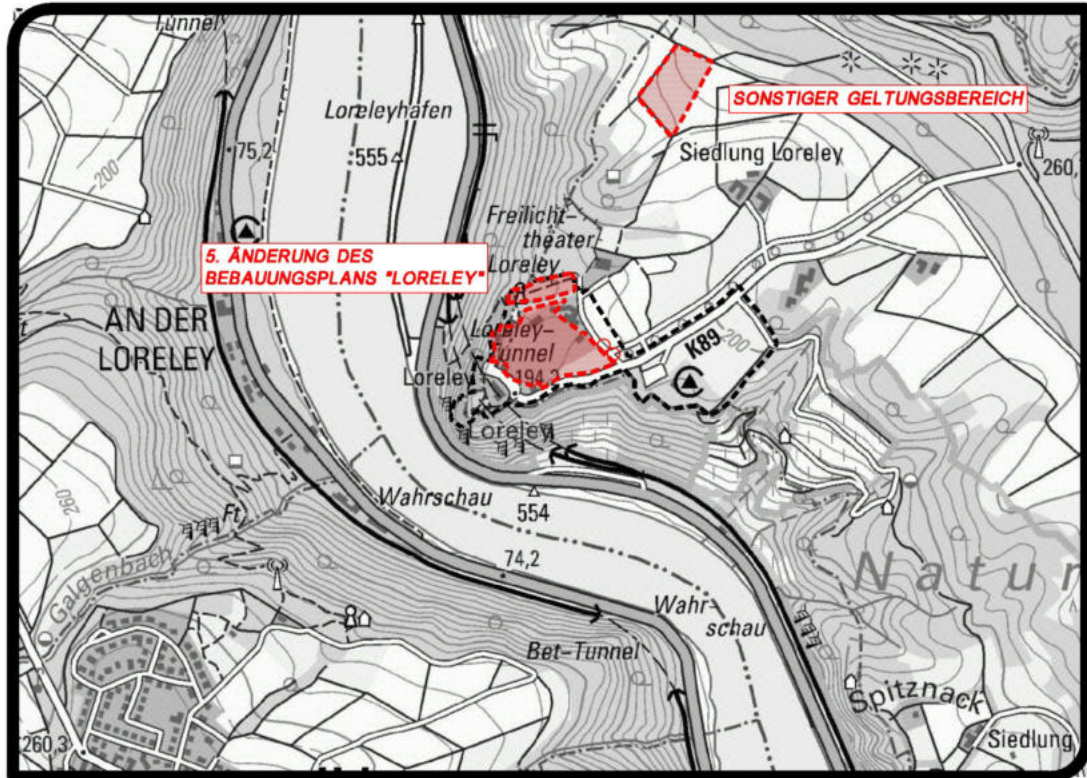 Tunnel
Loreleyhafen
SONSTIGER GELTUNGSBEREICH
75,2
555
Siedlung Loreley
260,
200
Freilicht-
theater
Loreley
5. ÄNDERUNG DES
BEBAUUNGSPLANS "LORELEY"
AN DER
LORELEY
Loreley-
Tunnel
194,2
K89
200
Loreley
Loreley
260
Wahrschau
554
Ft
74,2
Galgenbach
Natur
Wahr-
schau
Bet-Tunnel
Spitznack
260,3
Siedlung